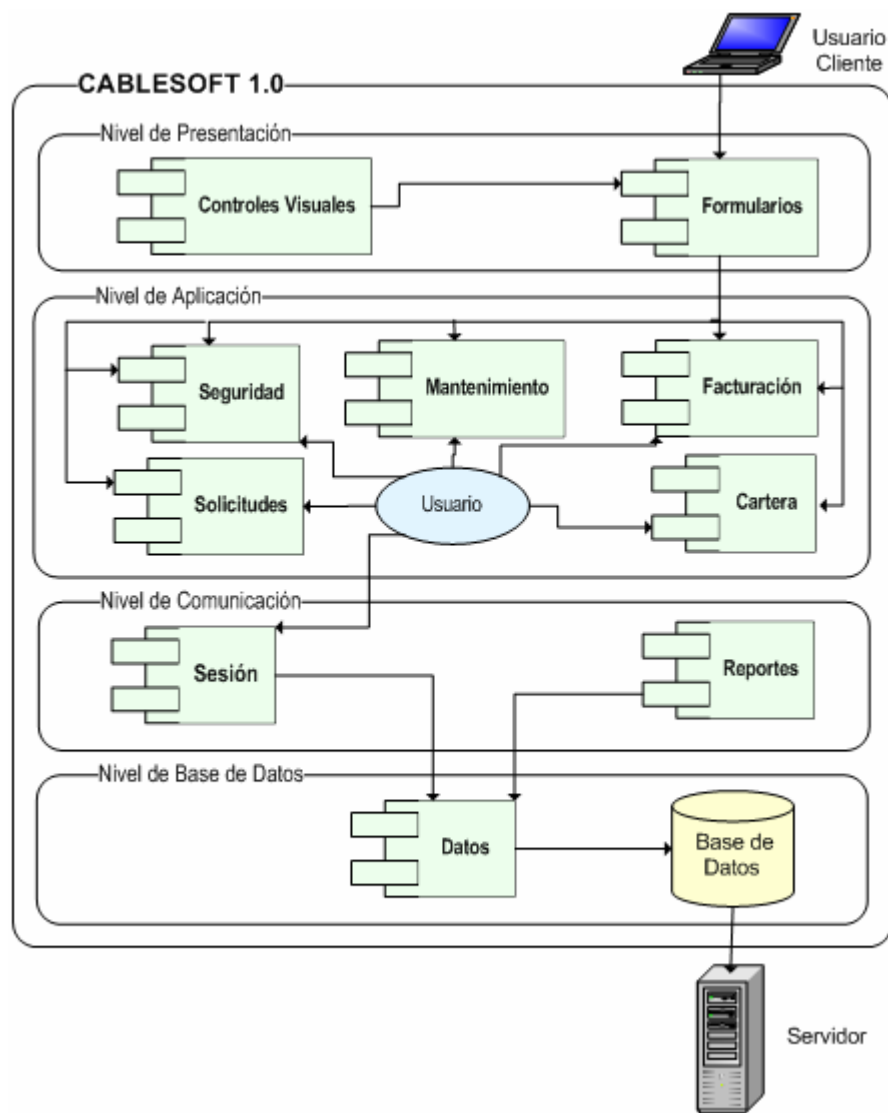 Usuario
Cliente
CABLESOFT 1.0
Nivel de Presentación
Controles Visuales
Formularios
Nivel de Aplicación
Seguridad
Mantenimiento
Facturación
Solicitudes
Usuario
Cartera
Nivel de Comunicación
Sesión
Reportes
Nivel de Base de Datos
Datos
Base de
Datos
Servidor